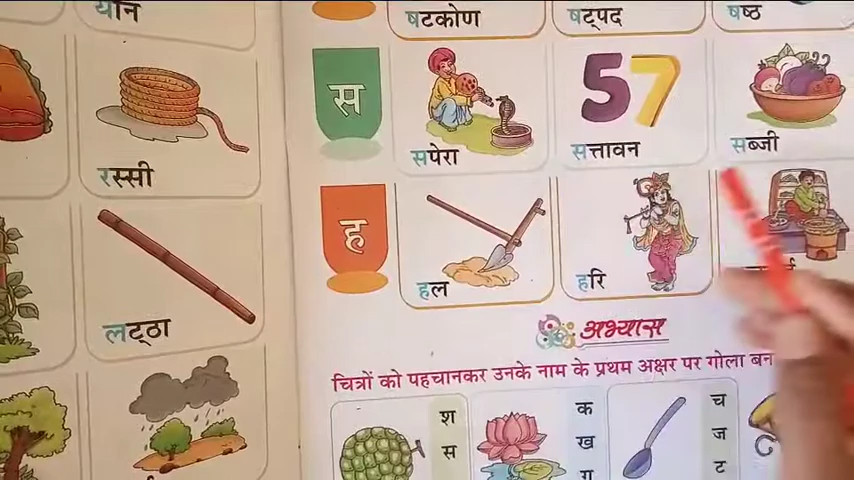 यान
रस्सी
लट्ठा
षटकोण
षट्पद
षष्ठ
स
सपेरा
57
सत्तावन
सब्जी
ह
हल
हरि
अभ्यास
चित्रों को पहचानकर उनके नाम के प्रथम अक्षर पर गोला
श
स
क
ख
ग
च
ज
ट